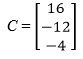 16
C = [ −12 ]
−4